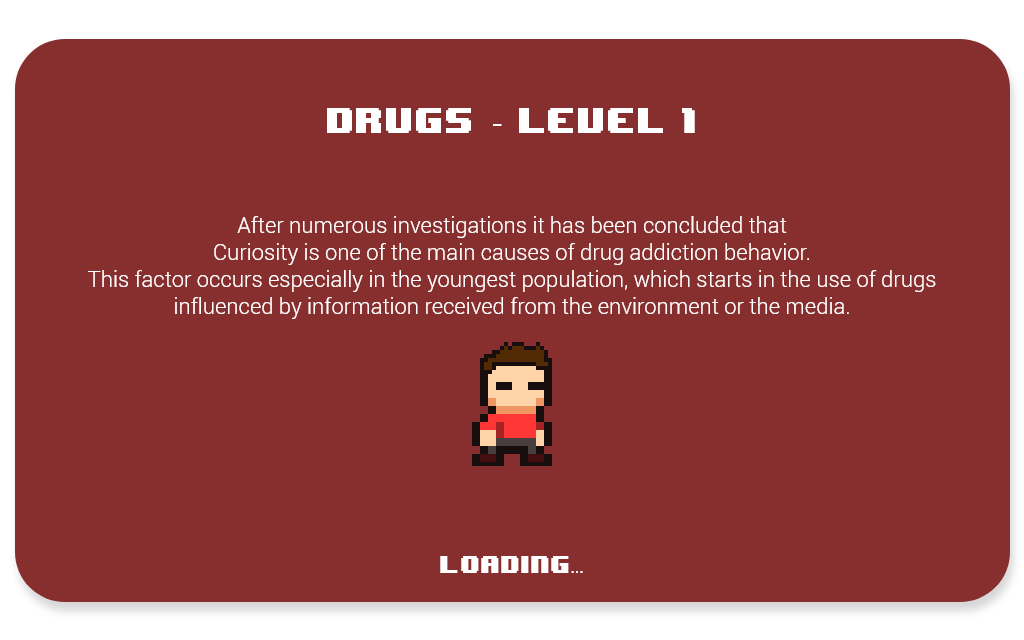 DRUGS - LEVEL 1
After numerous investigations it has been concluded that
Curiosity is one of the main causes of drug addiction behavior.
This factor occurs especially in the youngest population, which starts in the use of drugs
influenced by information received from the environment or the media.
LOADING...